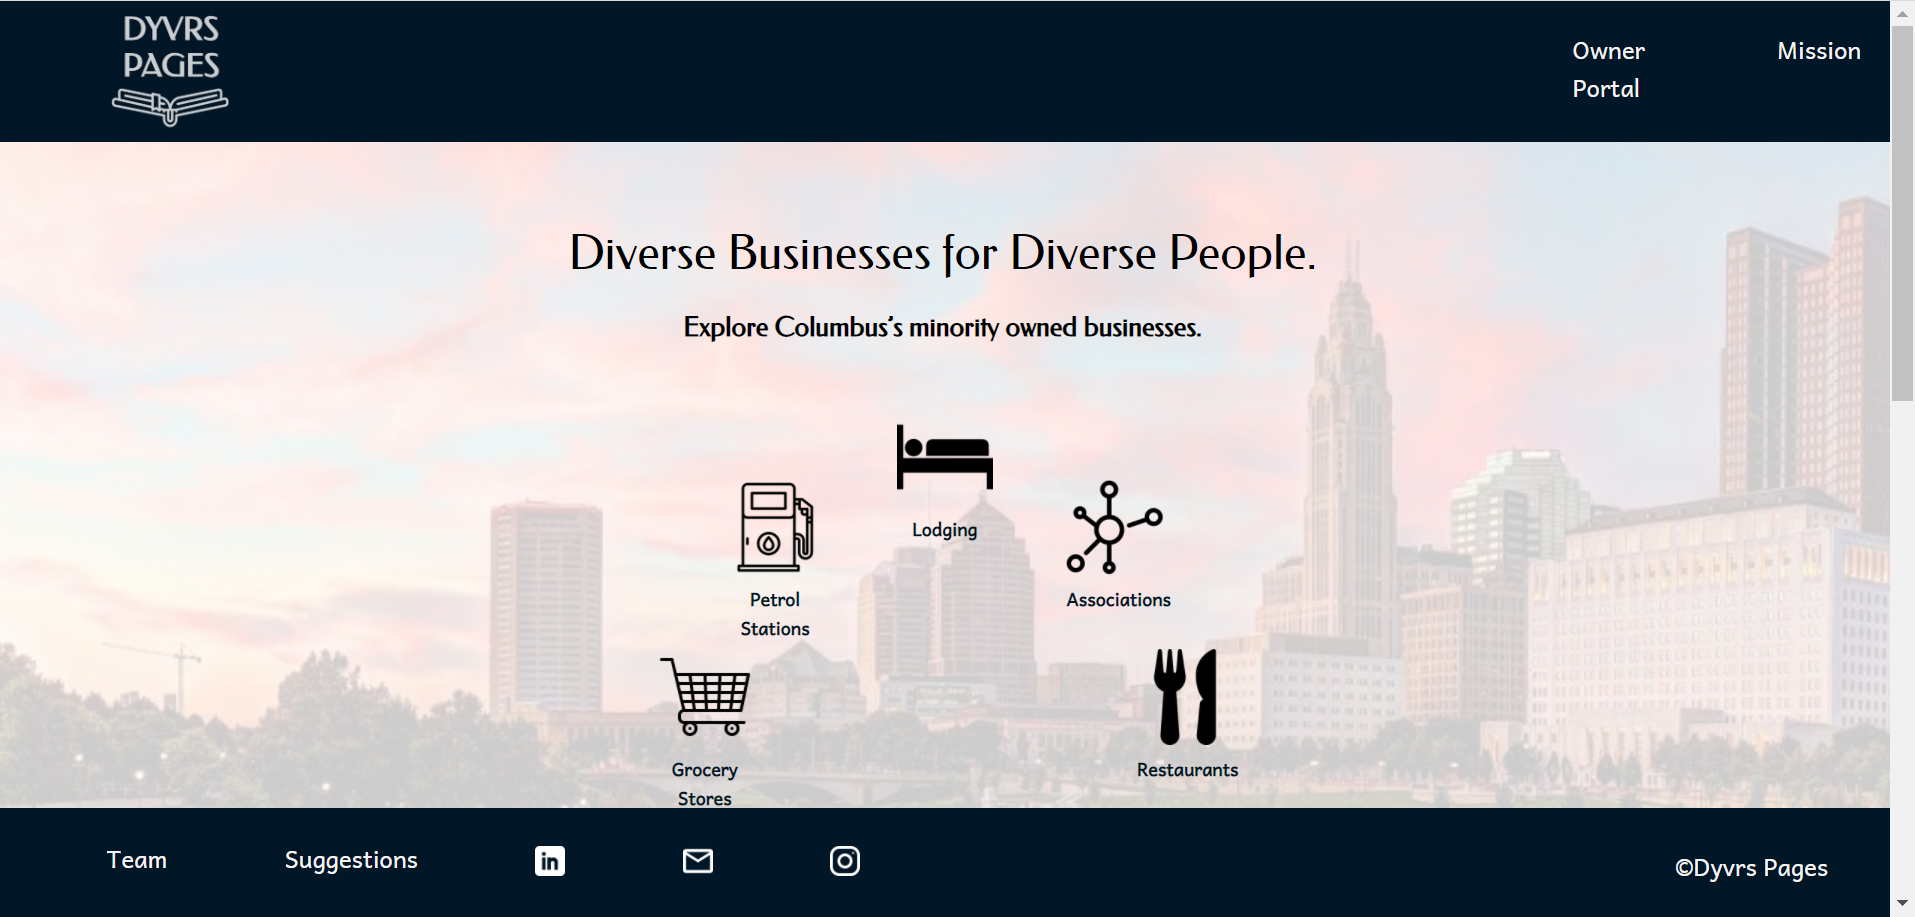 DYVRS
PAGES
Owner
Portal
Mission
Diverse Businesses for Diverse People.
Explore Columbus's minority owned businesses.
Lodging
Petrol
Stations
Associations
Grocery
Stores
Restaurants
Team
Suggestions
in
©Dyvrs Pages